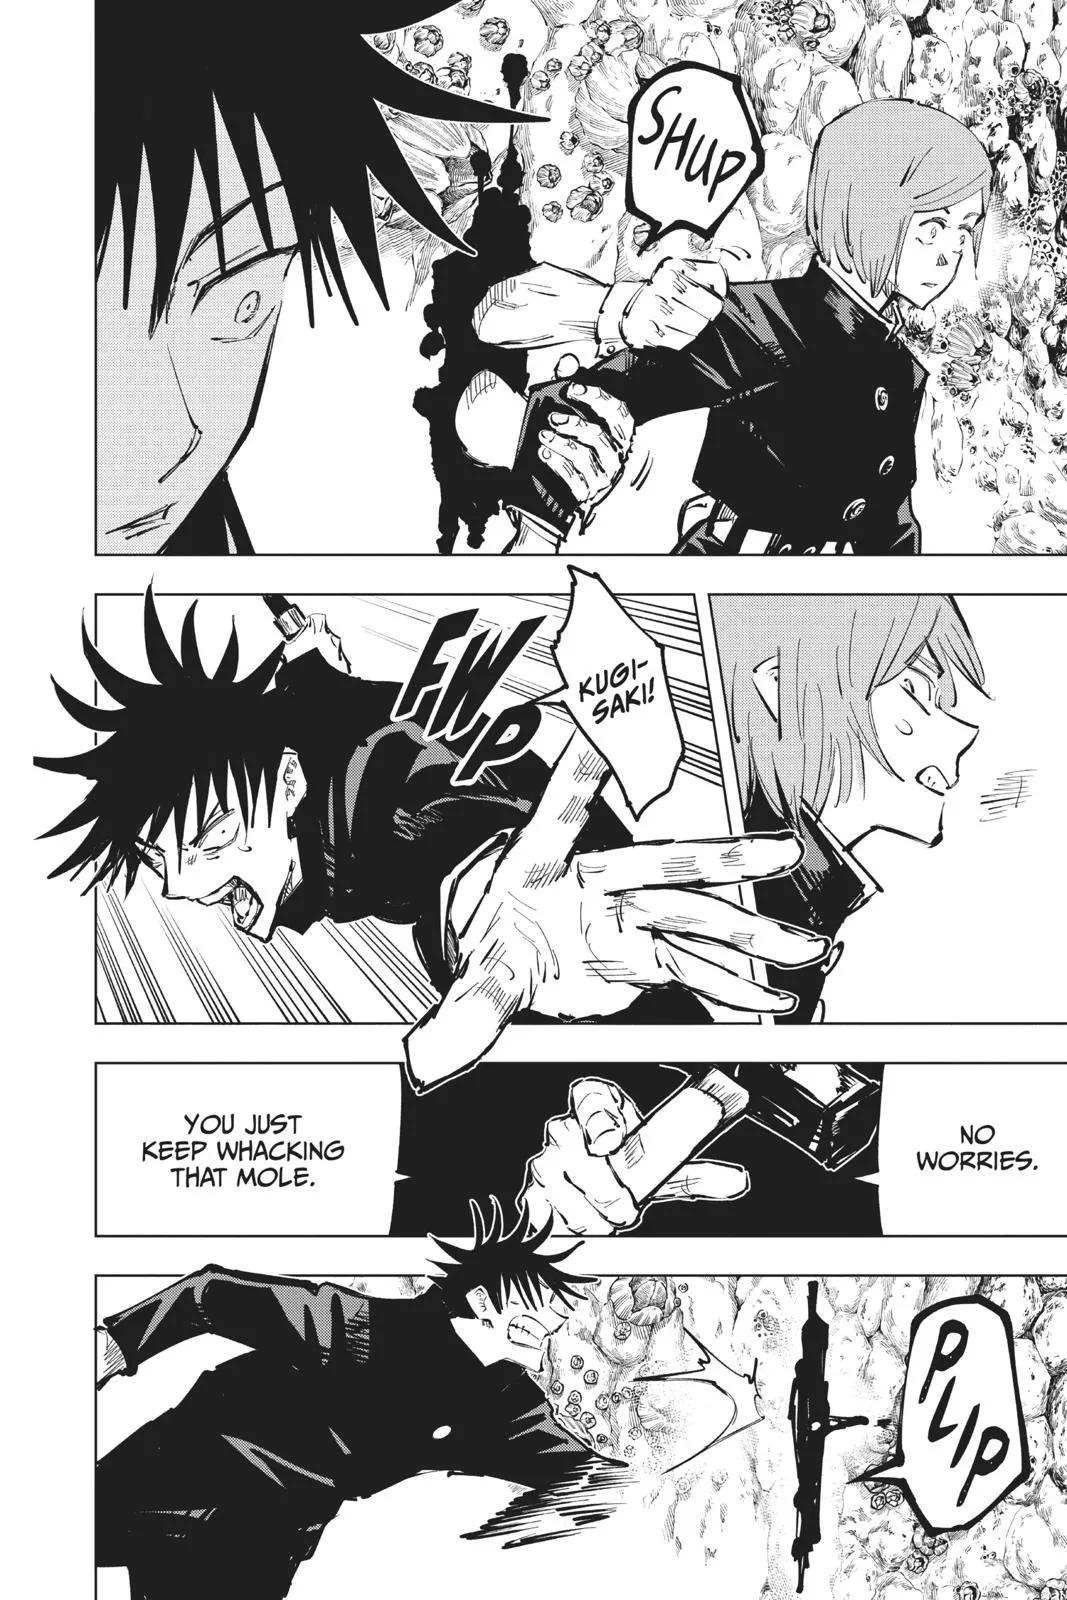 SHUP
KUGI-
SAKI!
FWP
NO
WORRIES.
YOU JUST
KEEP WHACKING
THAT MOLE.
PLIP